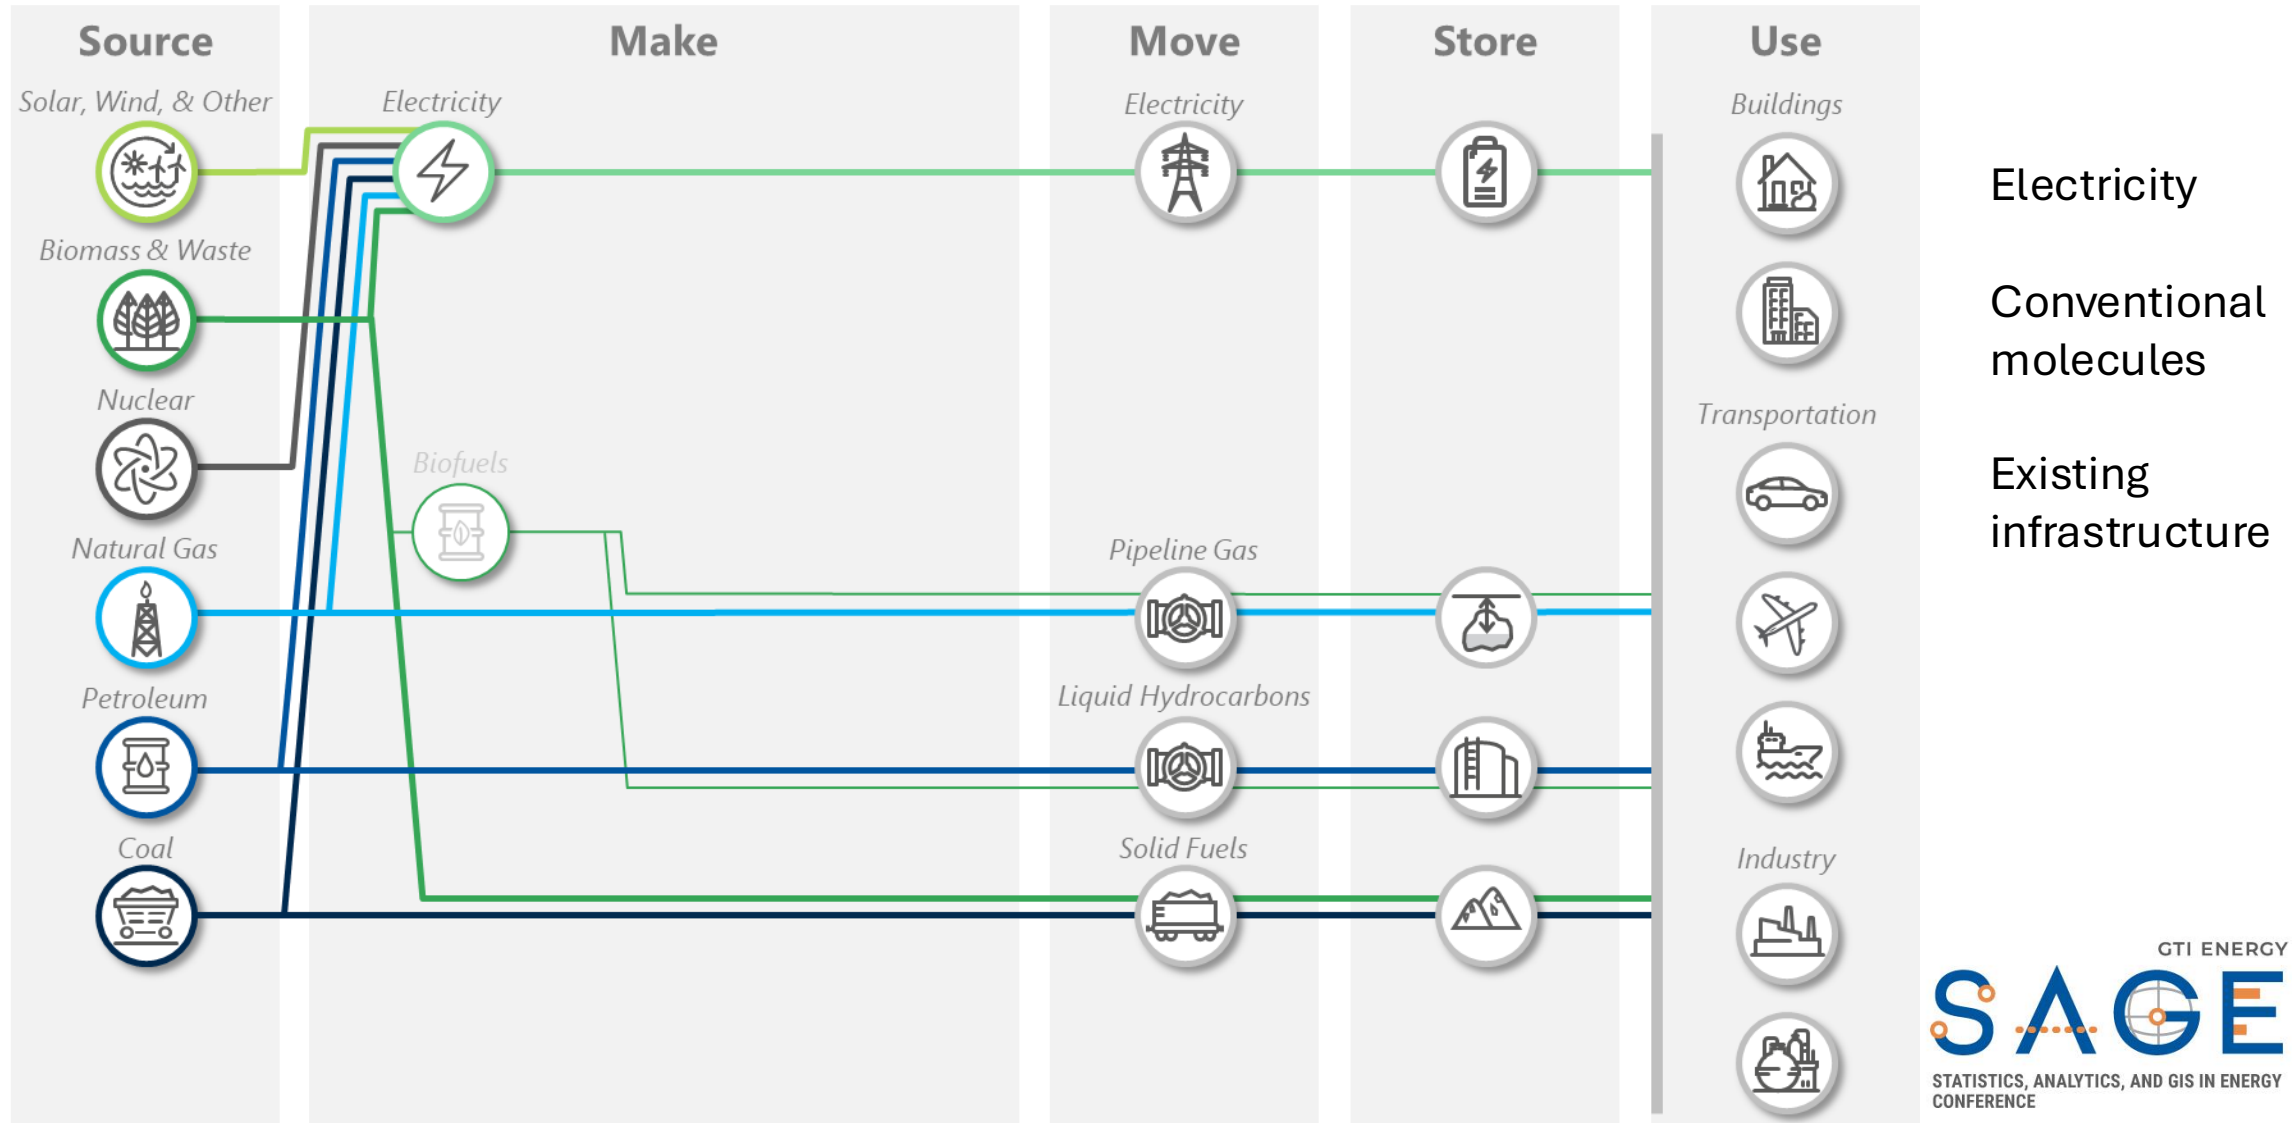 Source
Make
Move
Store
Use
Solar, Wind, & Other
Electricity
Electricity
Buildings
Biomass & Waste
Nuclear
Biofuels
Transportation
Natural Gas
Pipeline Gas
Petroleum
Liquid Hydrocarbons
Coal
Solid Fuels
Industry
Electricity
Conventional
molecules
Existing
infrastructure
GTI ENERGY
SAGE
STATISTICS, ANALYTICS, AND GIS IN ENERGY
CONFERENCE